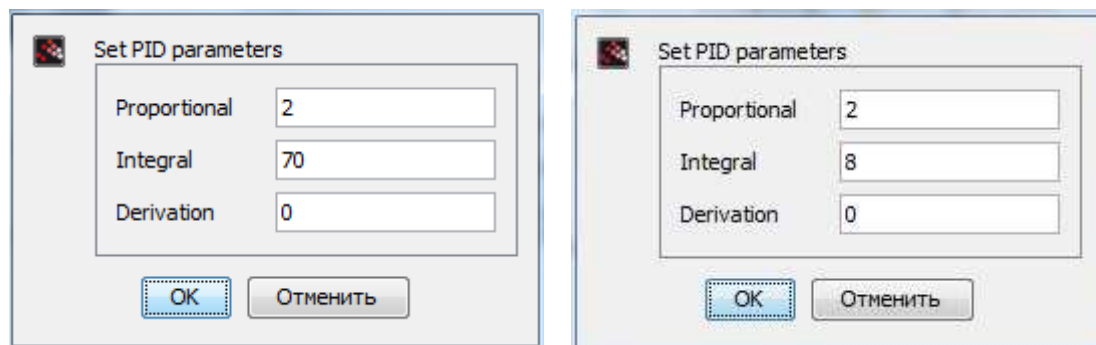 Set PID parameters
Proportional 2
Integral 70
Derivation 0
OK Отменить
Set PID parameters
Proportional 2
Integral 8
Derivation 0
OK Отменить